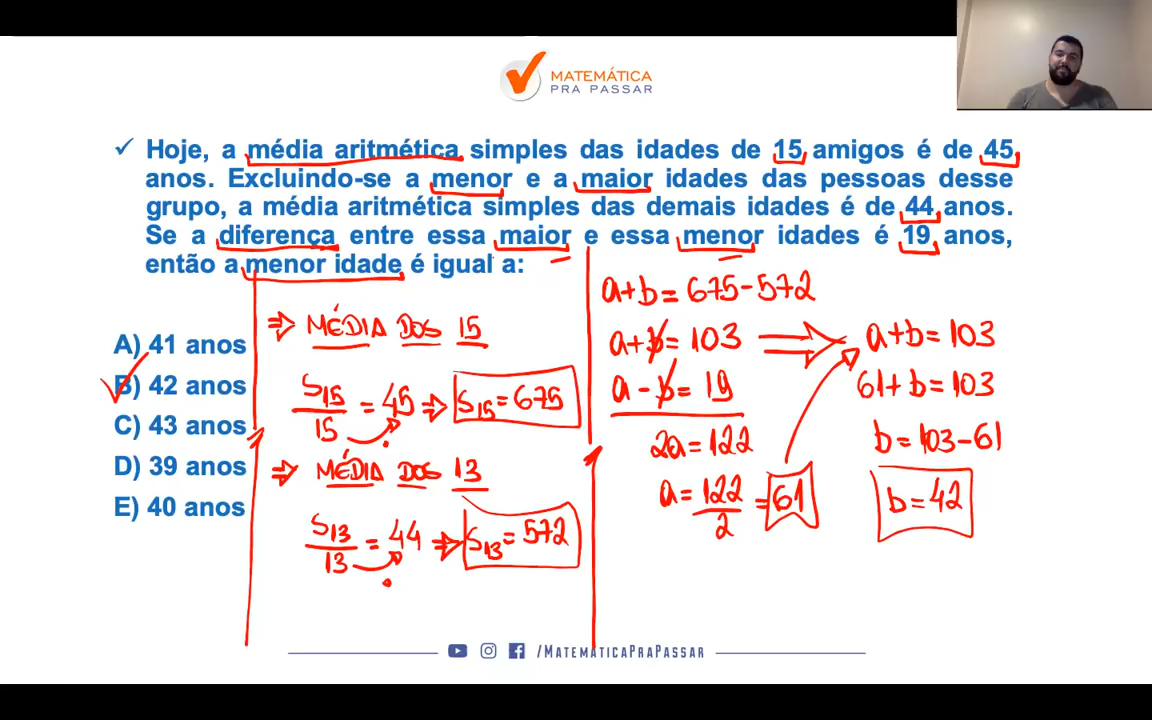 MATEMÁTICA
PRA PASSAR
✓ Hoje, a média aritmética simples das idades de 15 amigos é de 45
anos. Excluindo-se a menor e a maior idades das pessoas desse
grupo, a média aritmética simples das demais idades é de 44 anos.
Se a diferença entre essa maior e essa menor idades é 19 anos,
então a menor idade é igual a:
A) 41 anos
B) 42 anos
C) 43 anos
D) 39 anos
E) 40 anos
⇒ MÉDIA DOS 15
S15/15 = 45 ⇒ S15 = 675
⇒ MÉDIA DOS 13
S13/13 = 44 ⇒ S13 = 572
a+b = 675-572
a+b = 103
a-b = 19
2a = 122
a = 122/2 = 61
⇒ a+b = 103
61+b = 103
b = 103-61
b = 42
/MATEMÁTICAPRAPASSAR